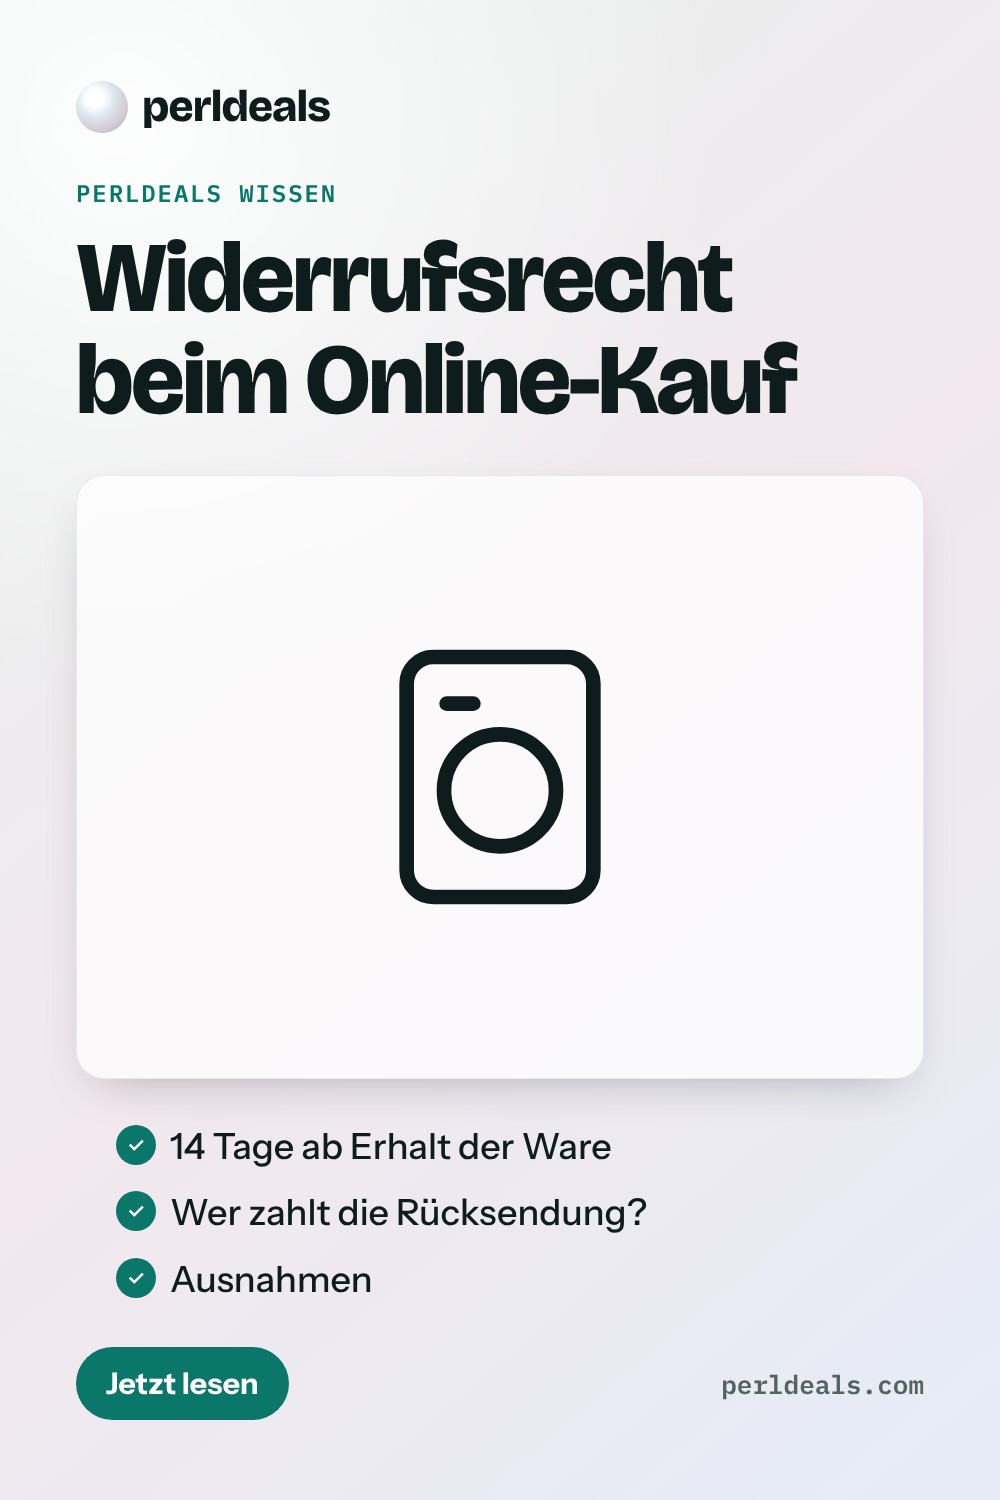 perldeals
PERLDEALS WISSEN
Widerrufsrecht
beim Online-Kauf
14 Tage ab Erhalt der Ware
Wer zahlt die Rücksendung?
Ausnahmen
Jetzt lesen
perldeals.com